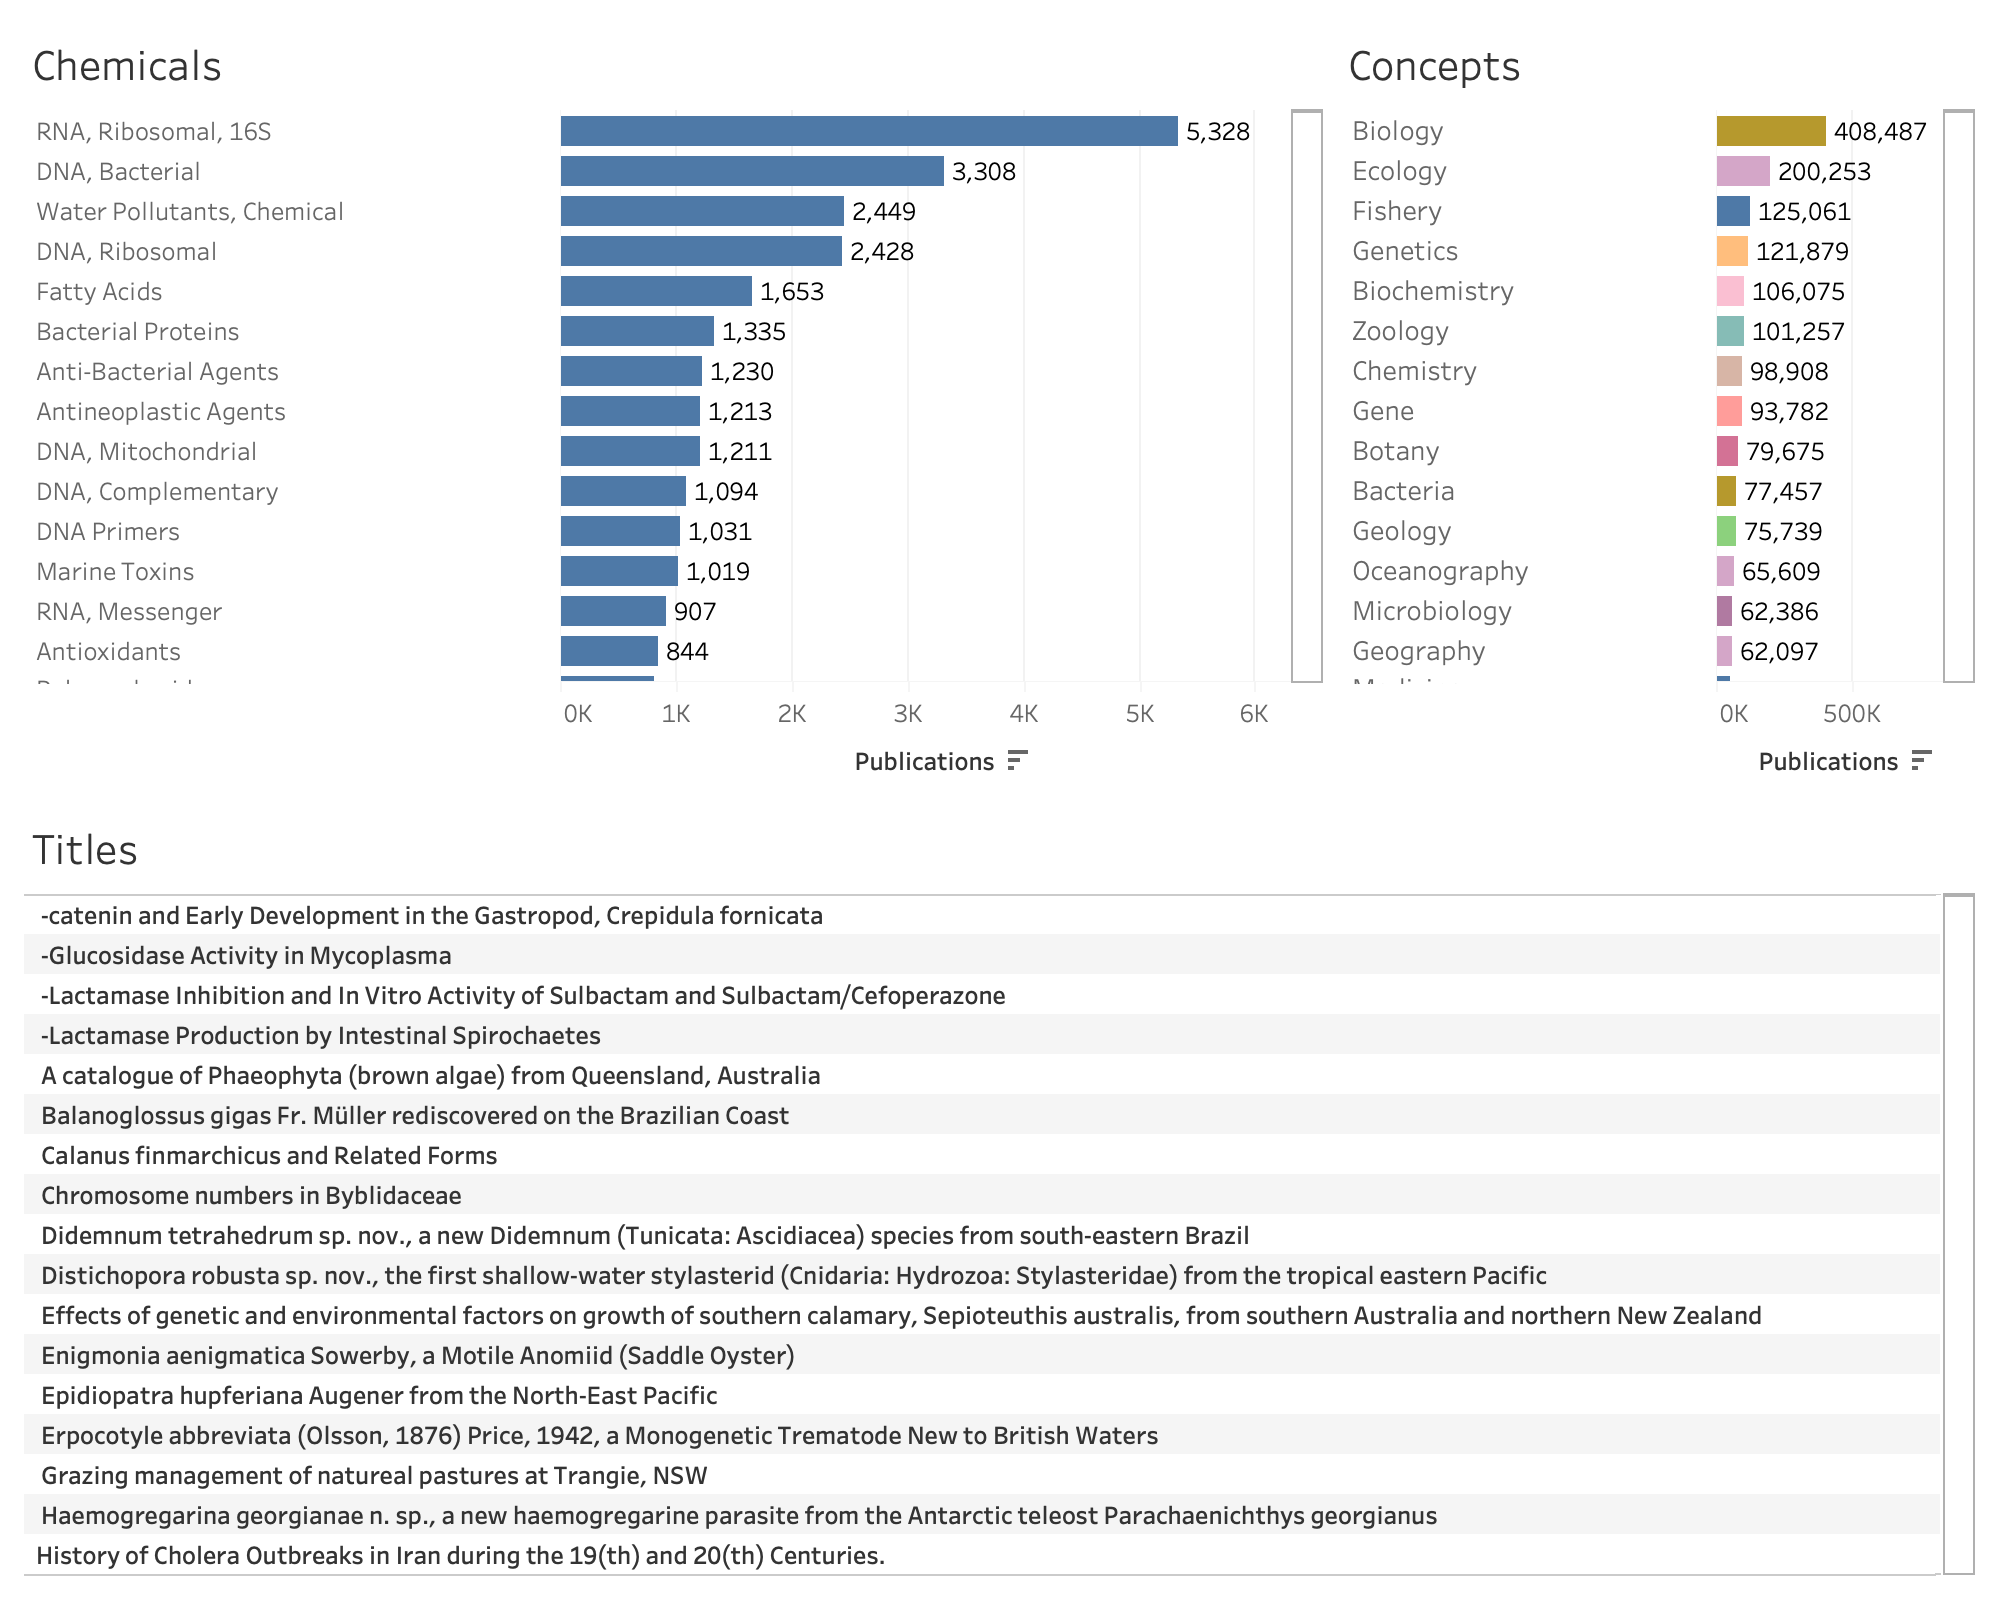 Chemicals
RNA, Ribosomal, 16S 5,328
DNA, Bacterial 3,308
Water Pollutants, Chemical 2,449
DNA, Ribosomal 2,428
Fatty Acids 1,653
Bacterial Proteins 1,335
Anti-Bacterial Agents 1,230
Antineoplastic Agents 1,213
DNA, Mitochondrial 1,211
DNA, Complementary 1,094
DNA Primers 1,031
Marine Toxins 1,019
RNA, Messenger 907
Antioxidants 844
0K 1K 2K 3K 4K 5K 6K
Publications
Concepts
Biology 408,487
Ecology 200,253
Fishery 125,061
Genetics 121,879
Biochemistry 106,075
Zoology 101,257
Chemistry 98,908
Gene 93,782
Botany 79,675
Bacteria 77,457
Geology 75,739
Oceanography 65,609
Microbiology 62,386
Geography 62,097
0K 500K
Publications
Titles
-catenin and Early Development in the Gastropod, Crepidula fornicata
-Glucosidase Activity in Mycoplasma
-Lactamase Inhibition and In Vitro Activity of Sulbactam and Sulbactam/Cefoperazone
-Lactamase Production by Intestinal Spirochaetes
A catalogue of Phaeophyta (brown algae) from Queensland, Australia
Balanoglossus gigas Fr. Müller rediscovered on the Brazilian Coast
Calanus finmarchicus and Related Forms
Chromosome numbers in Byblidaceae
Didemnum tetrahedrum sp. nov., a new Didemnum (Tunicata: Ascidiacea) species from south-eastern Brazil
Distichopora robusta sp. nov., the first shallow-water stylasterid (Cnidaria: Hydrozoa: Stylasteridae) from the tropical eastern Pacific
Effects of genetic and environmental factors on growth of southern calamary, Sepioteuthis australis, from southern Australia and northern New Zealand
Enigmonia aenigmatica Sowerby, a Motile Anomiid (Saddle Oyster)
Epidiopatra hupferiana Augener from the North-East Pacific
Erpocotyle abbreviata (Olsson, 1876) Price, 1942, a Monogenetic Trematode New to British Waters
Grazing management of natureal pastures at Trangie, NSW
Haemogregarina georgianae n. sp., a new haemogregarine parasite from the Antarctic teleost Parachaenichthys georgianus
History of Cholera Outbreaks in Iran during the 19(th) and 20(th) Centuries.